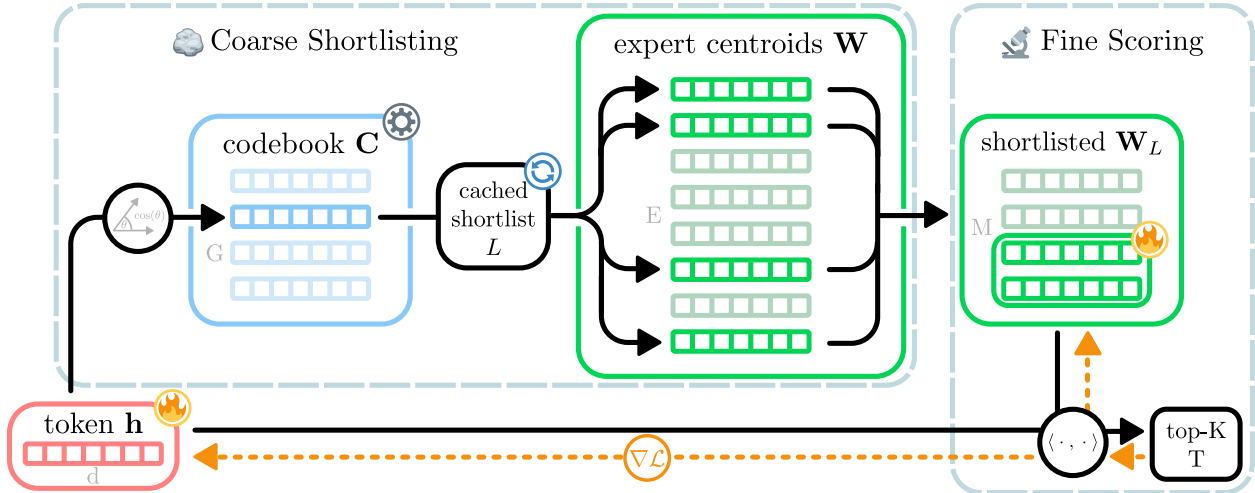 Coarse Shortlisting
expert centroids W
Fine Scoring
codebook C
shortlisted W_L
cos(θ)
θ
G
cached
shortlist
L
E
M
token h
d
∇ℒ
⟨·,·⟩
top-K
T